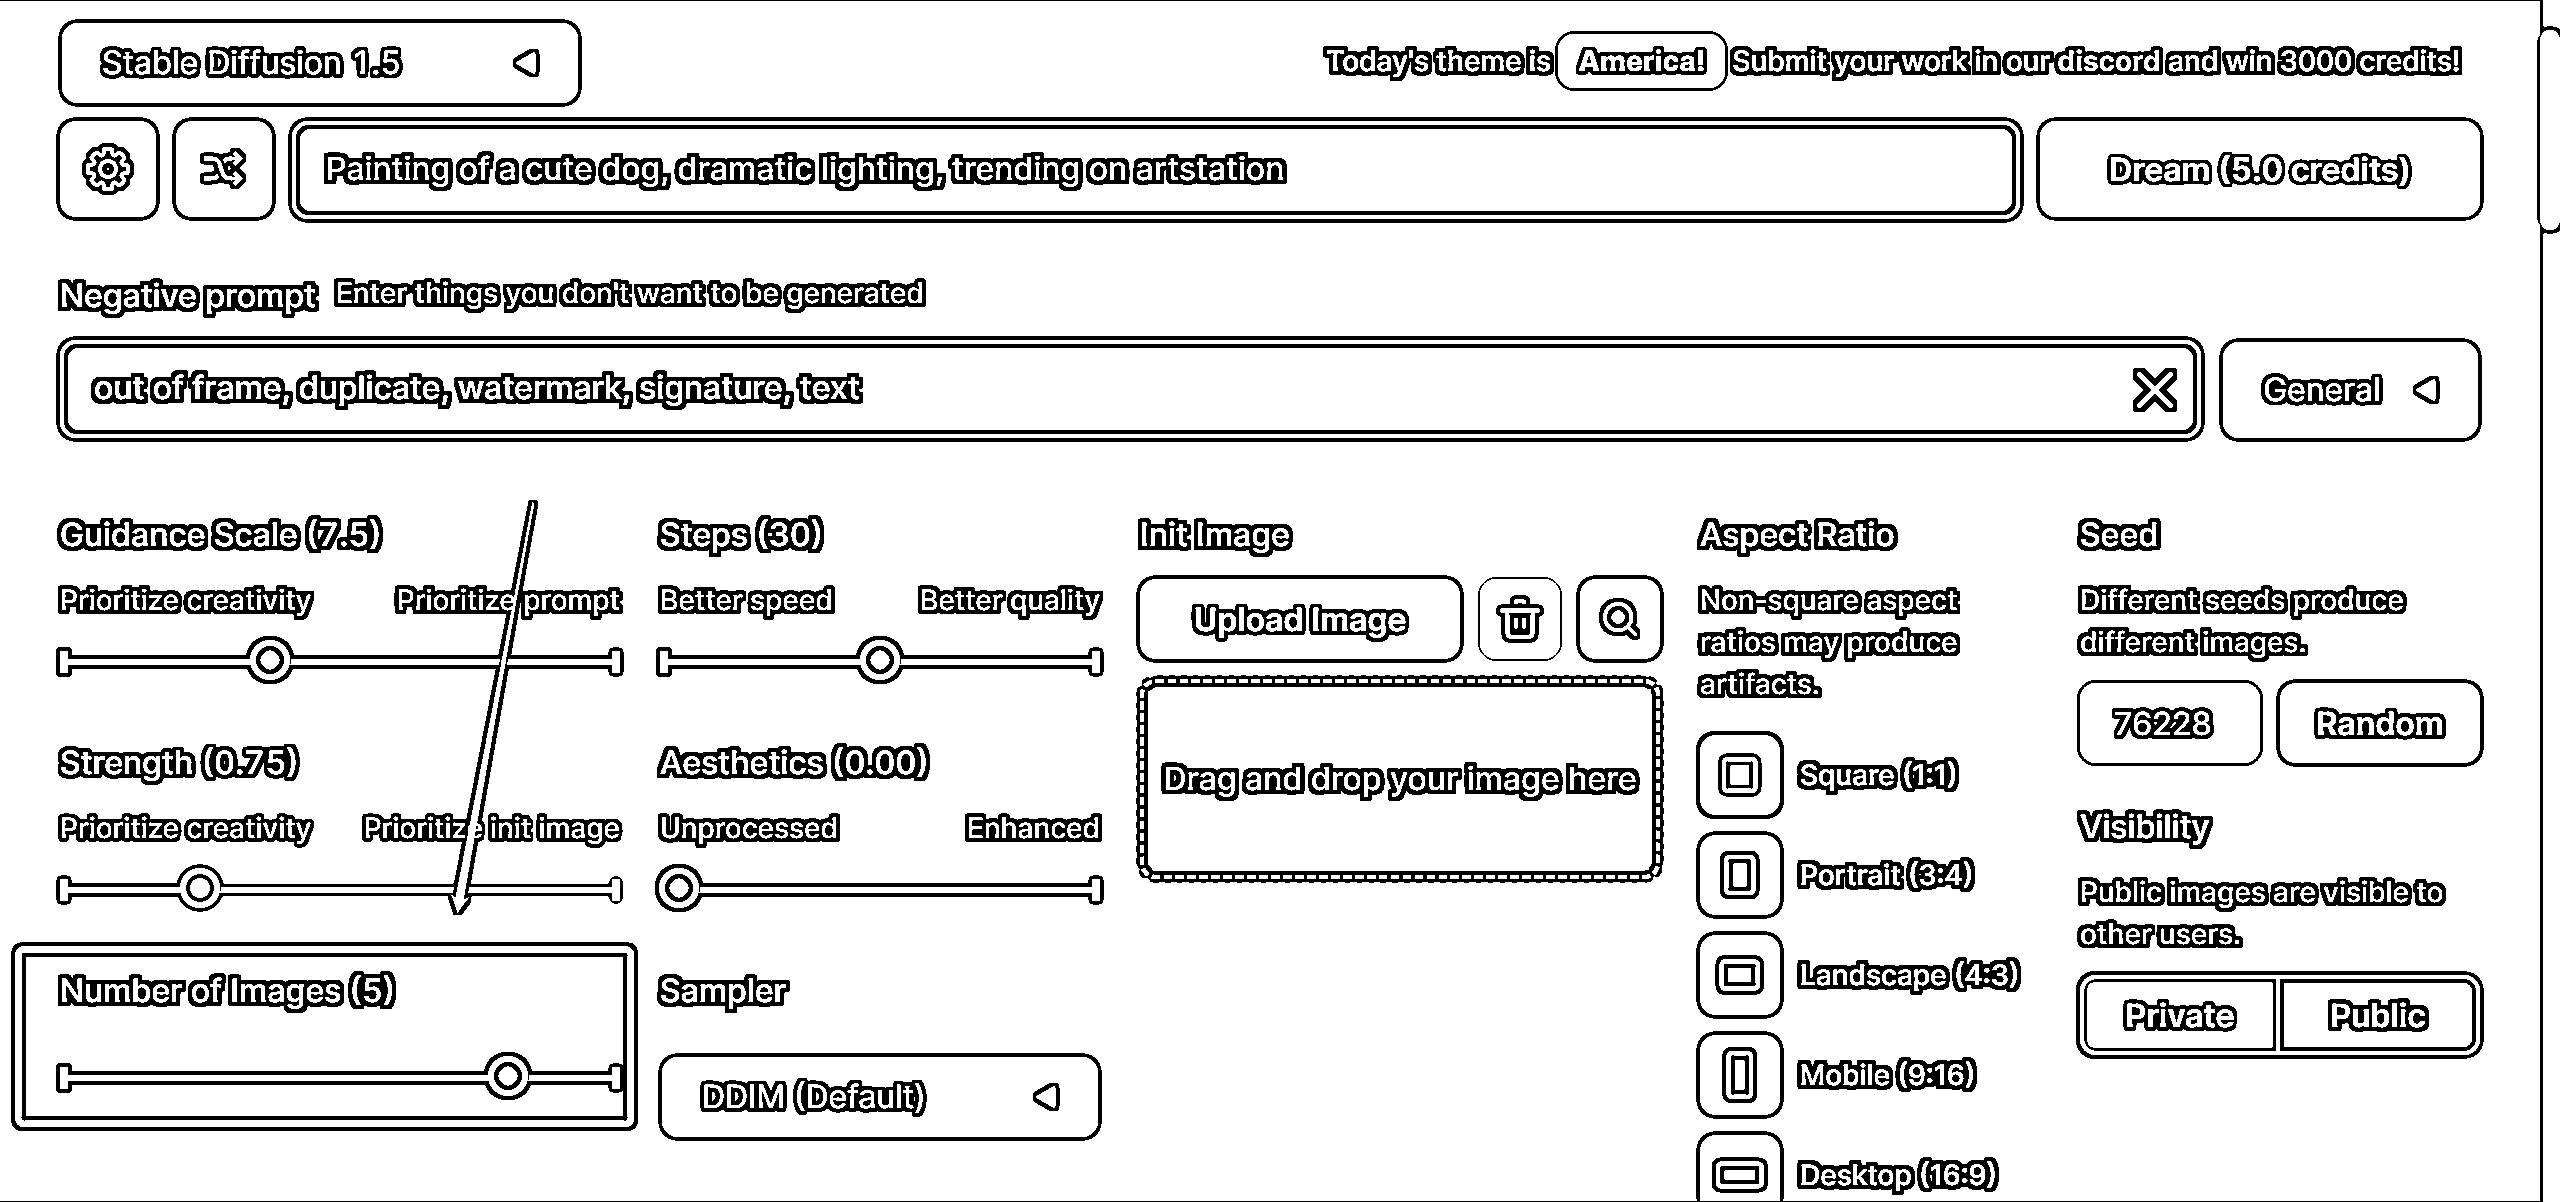 Stable Diffusion 1.5
Today's theme is America! Submit your work in our discord and win 3000 credits!
Painting of a cute dog, dramatic lighting, trending on artstation
Dream (5.0 credits)
Negative prompt Enter things you don't want to be generated
out of frame, duplicate, watermark, signature, text
General
Guidance Scale (7.5)
Prioritize creativity Prioritize prompt
Steps (30)
Better speed Better quality
Strength (0.75)
Prioritize creativity Prioritize init image
Aesthetics (0.00)
Unprocessed Enhanced
Number of Images (5)
Sampler
DDIM (Default)
Init Image
Upload Image
Drag and drop your image here
Aspect Ratio
Non-square aspect
ratios may produce
artifacts.
Square (1:1)
Portrait (3:4)
Landscape (4:3)
Mobile (9:16)
Desktop (16:9)
Seed
Different seeds produce
different images.
76228 Random
Visibility
Public images are visible to
other users.
Private Public